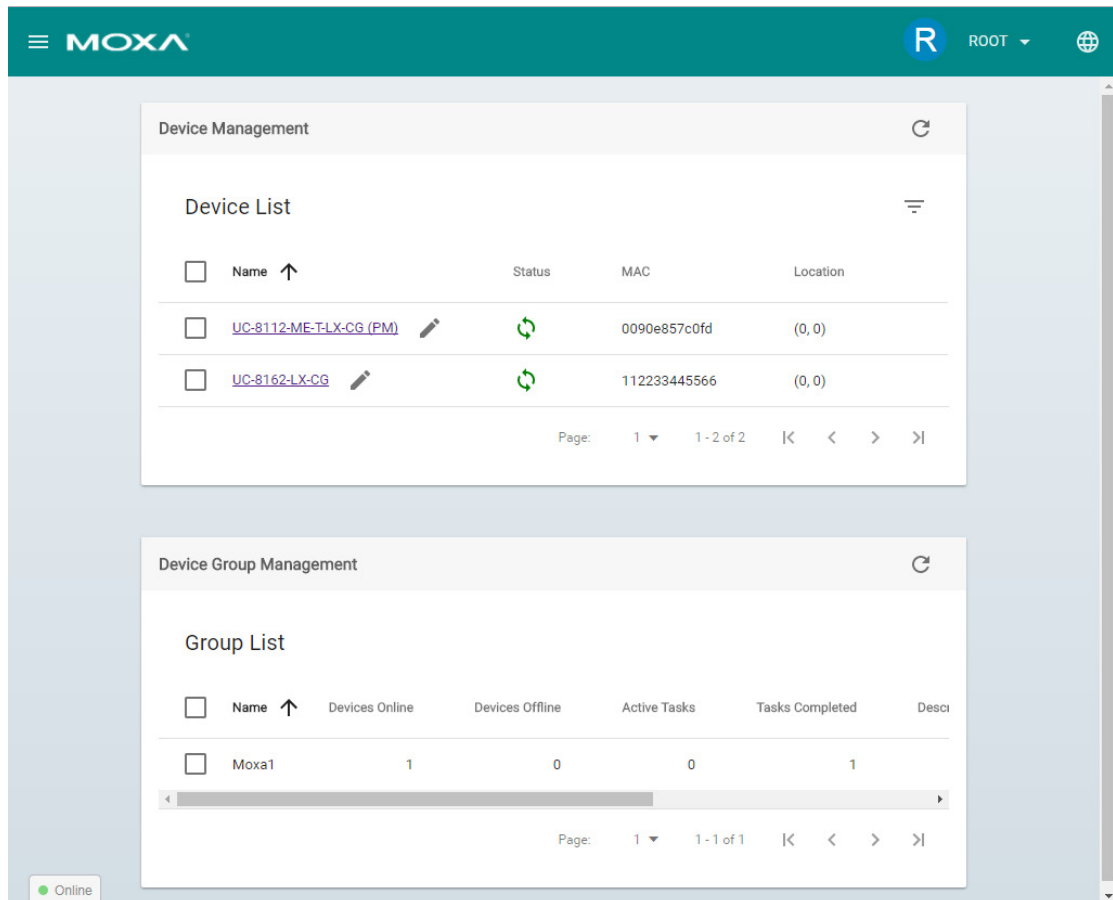 MOXA R ROOT
Device Management
Device List
Name Status MAC Location
UC-8112-ME-T-LX-CG (PM) 0090e857c0fd (0, 0)
UC-8162-LX-CG 112233445566 (0, 0)
Page: 1 1 - 2 of 2
Device Group Management
Group List
Name Devices Online Devices Offline Active Tasks Tasks Completed Descr
Moxa1 1 0 0 1
Page: 1 1 - 1 of 1
Online